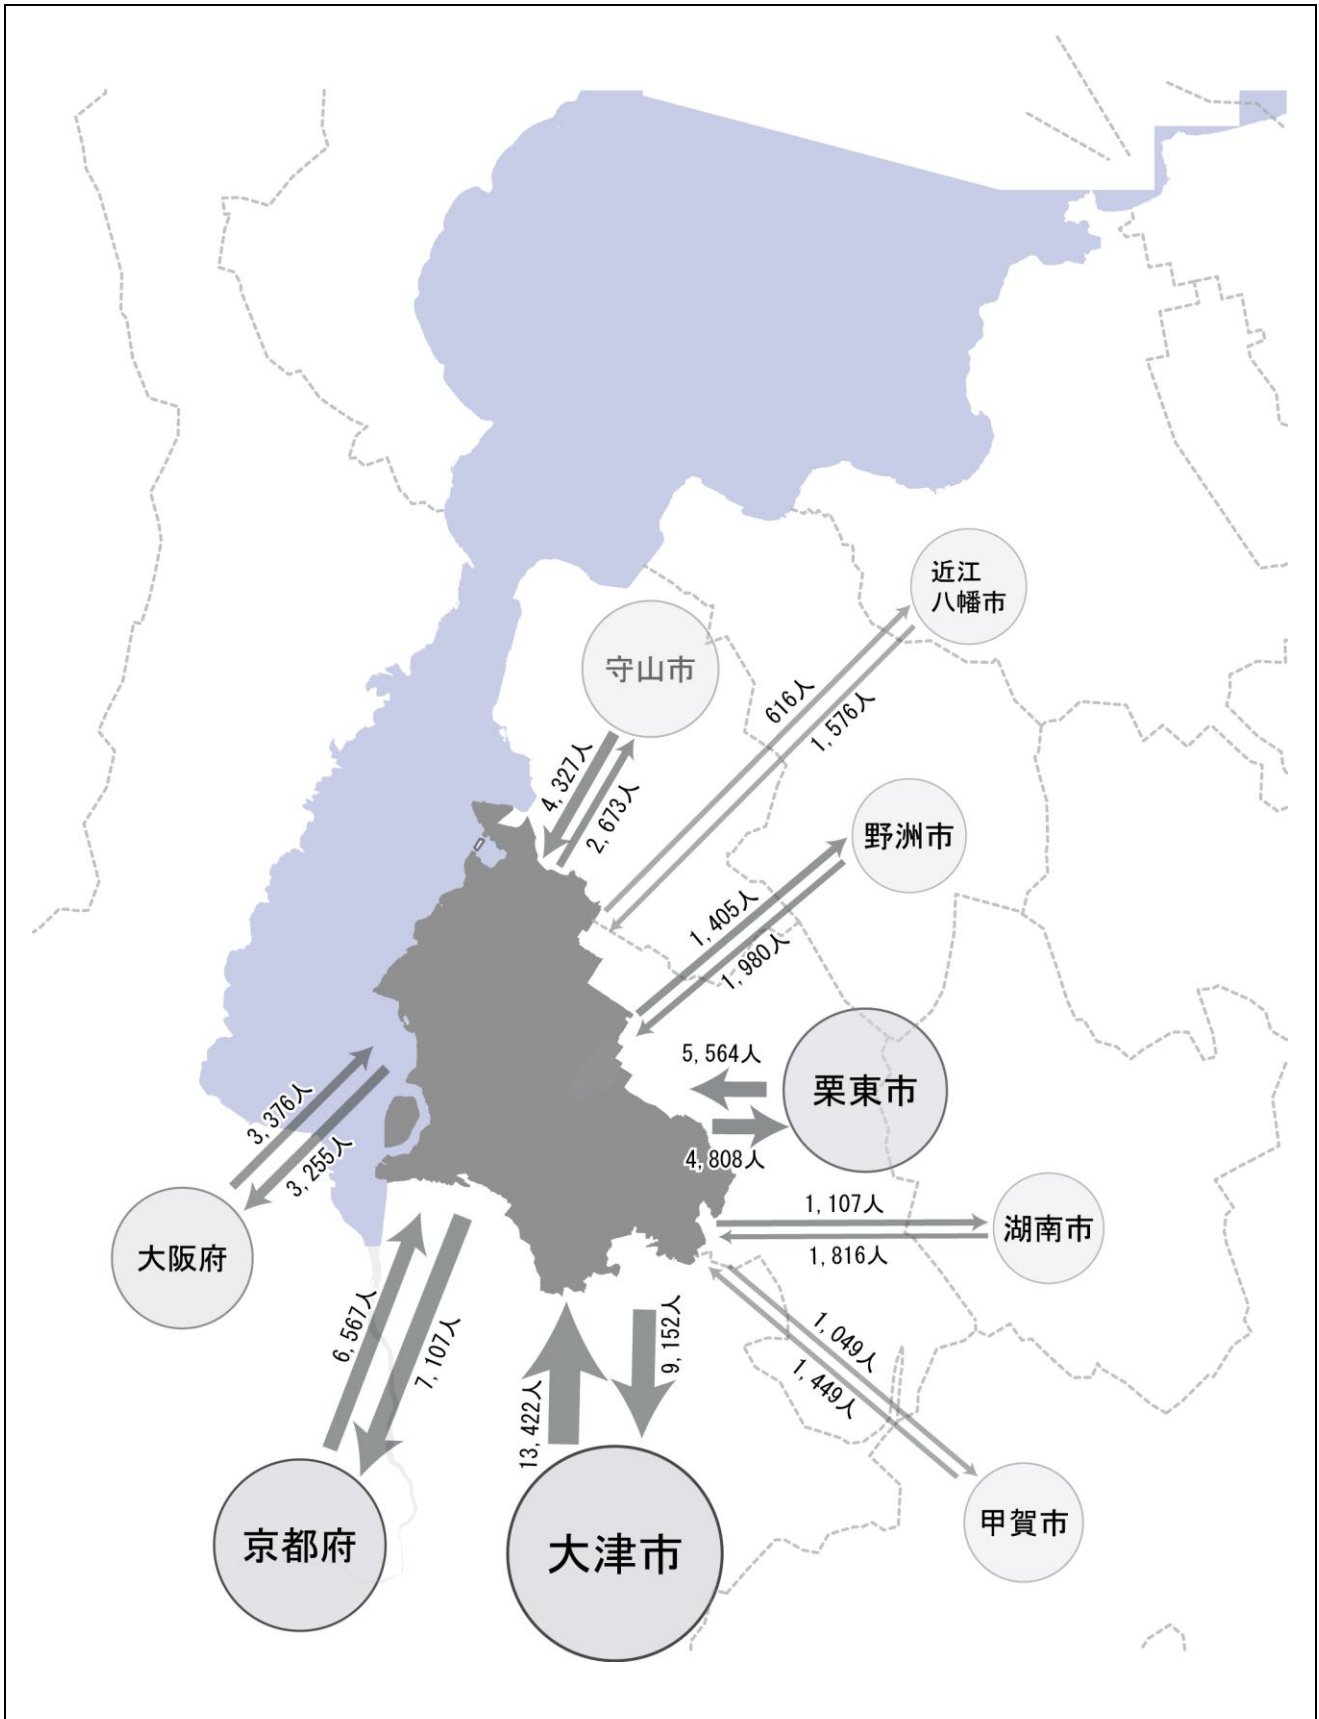 近江
八幡市
守山市
616人
1,576人
4,327人
2,673人
野洲市
1,405人
1,980人
5,564人
栗東市
4,808人
3,376人
3,255人
大阪府
1,107人
湖南市
1,816人
6,567人
7,107人
9,152人
13,422人
1,049人
1,449人
甲賀市
京都府
大津市